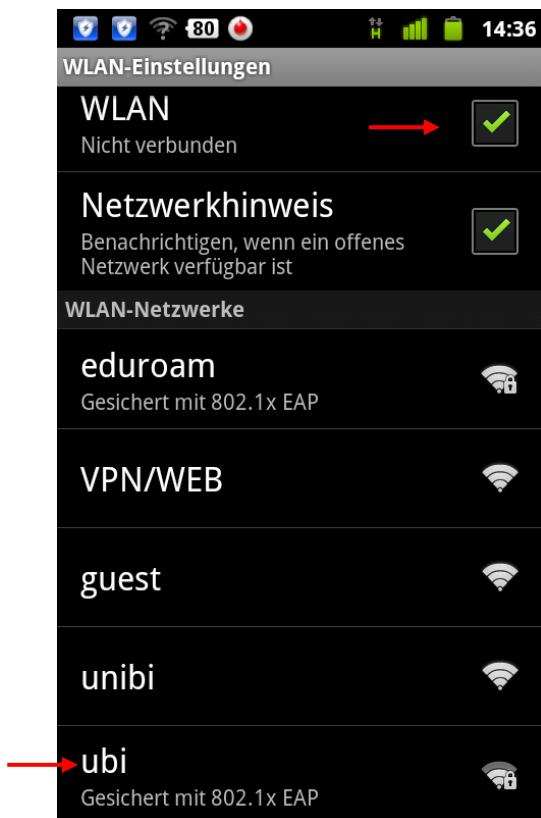 80 H 14:36
WLAN-Einstellungen
WLAN
Nicht verbunden
Netzwerkhinweis
Benachrichtigen, wenn ein offenes
Netzwerk verfügbar ist
WLAN-Netzwerke
eduroam
Gesichert mit 802.1x EAP
VPN/WEB
guest
unibi
ubi
Gesichert mit 802.1x EAP